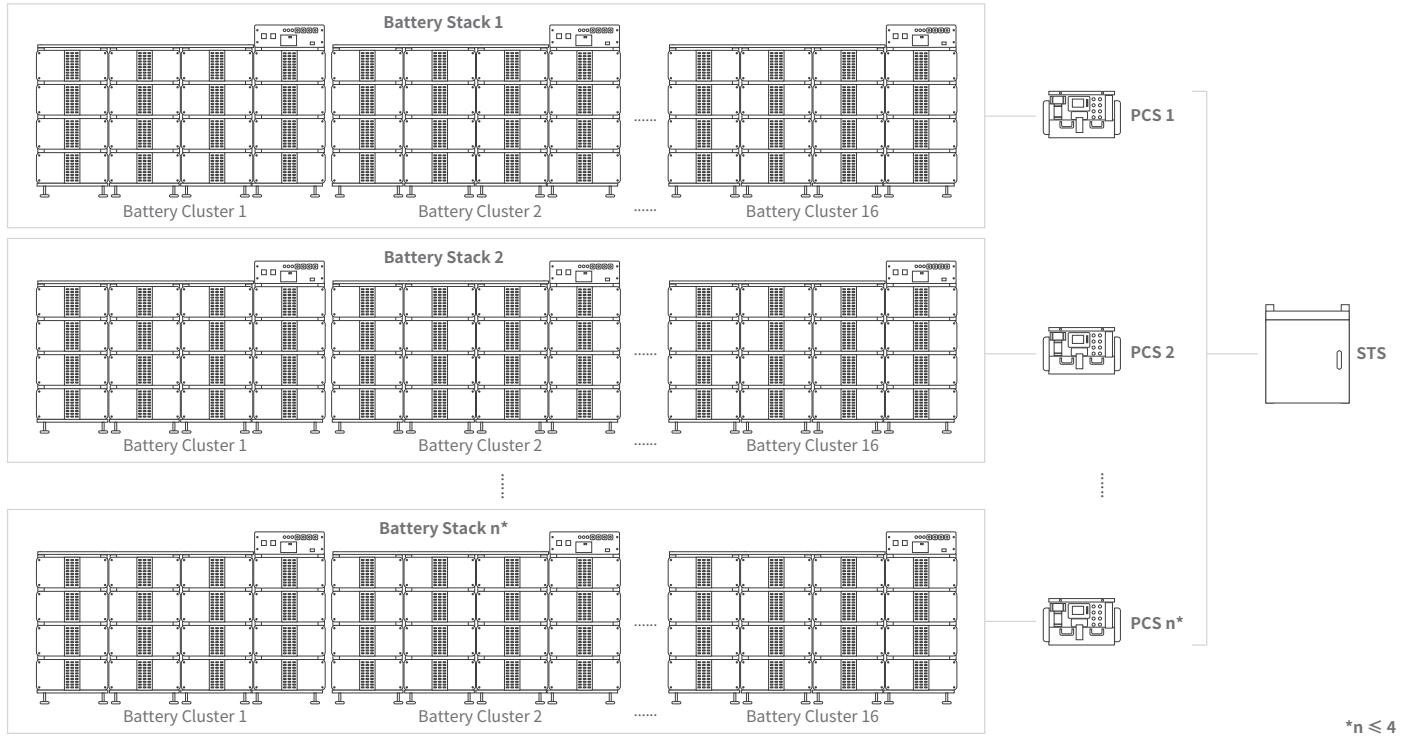 Battery Stack 1
...... PCS 1
Battery Cluster 1 Battery Cluster 2 ...... Battery Cluster 16
Battery Stack 2
...... PCS 2 STS
Battery Cluster 1 Battery Cluster 2 ...... Battery Cluster 16
...... ......
Battery Stack n*
...... PCS n*
Battery Cluster 1 Battery Cluster 2 ...... Battery Cluster 16
*n ⩽ 4